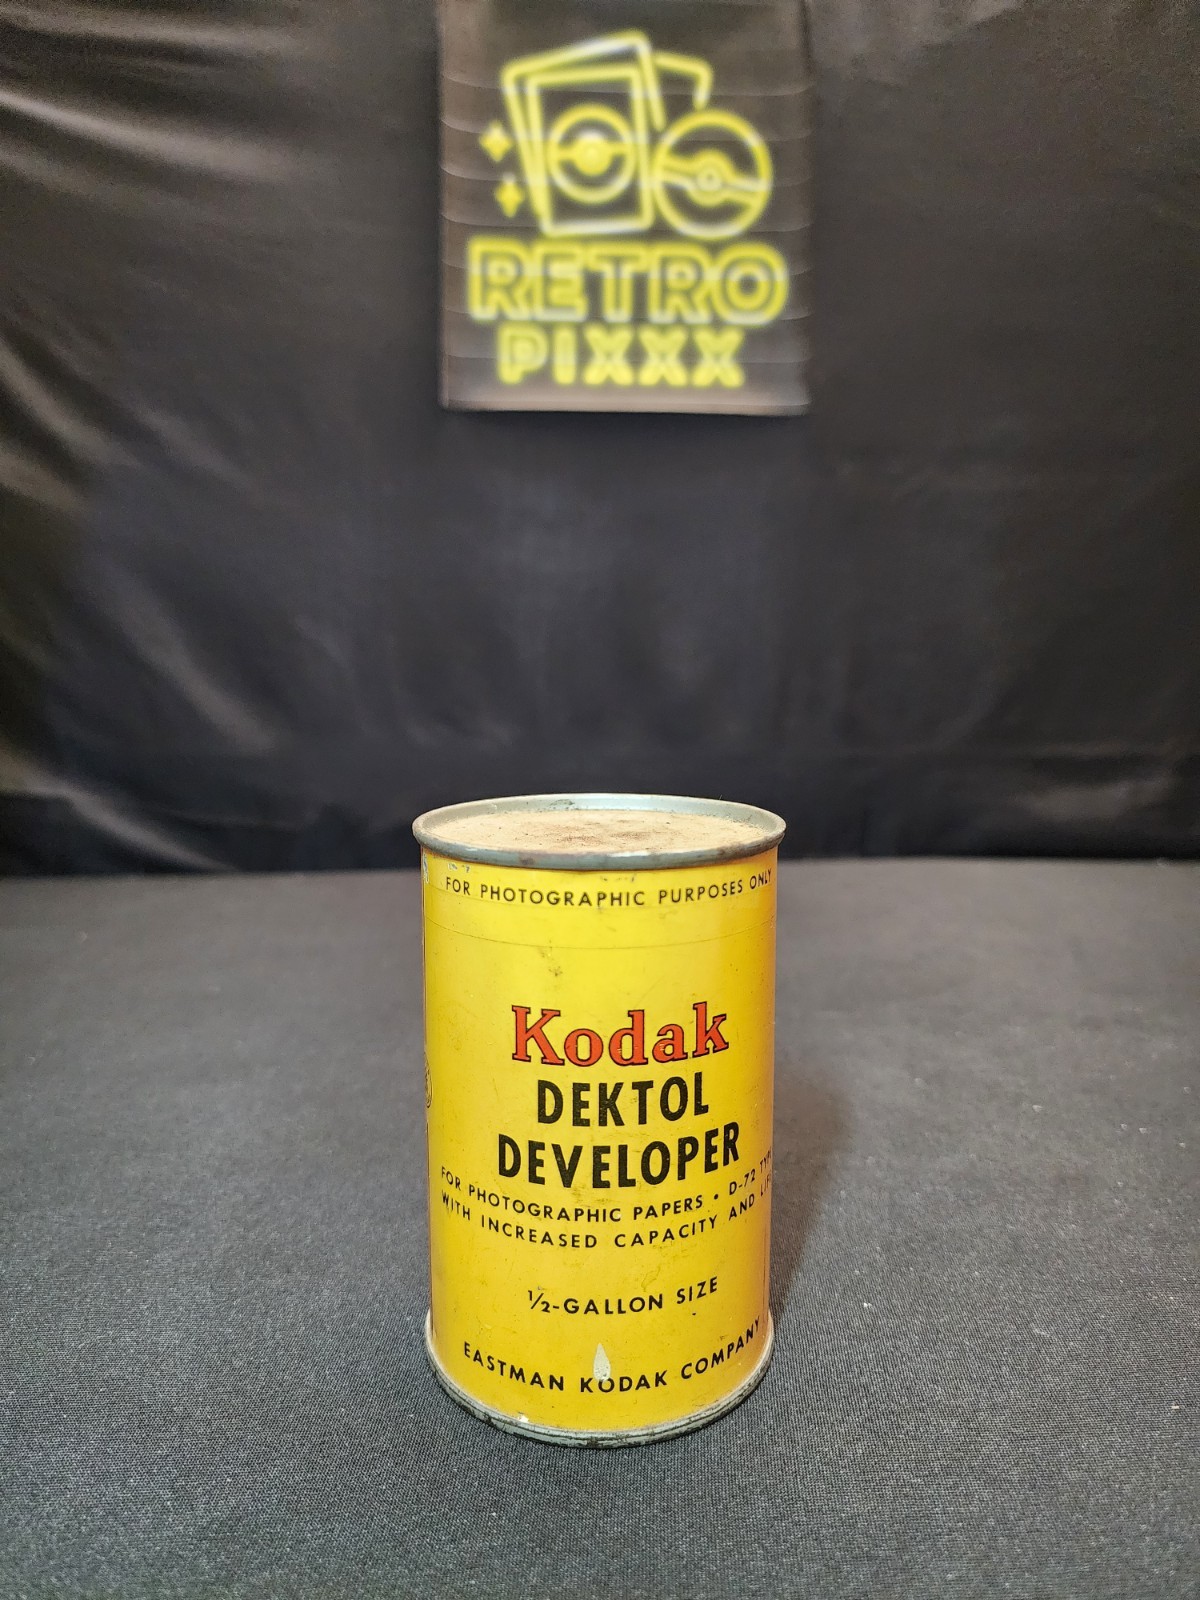 RETRO
PIXXX
FOR PHOTOGRAPHIC PURPOSES ONLY
Kodak
DEKTOL
DEVELOPER
FOR PHOTOGRAPHIC PAPERS • D-72
WITH INCREASED CAPACITY AND
½-GALLON SIZE
EASTMAN KODAK COMPANY